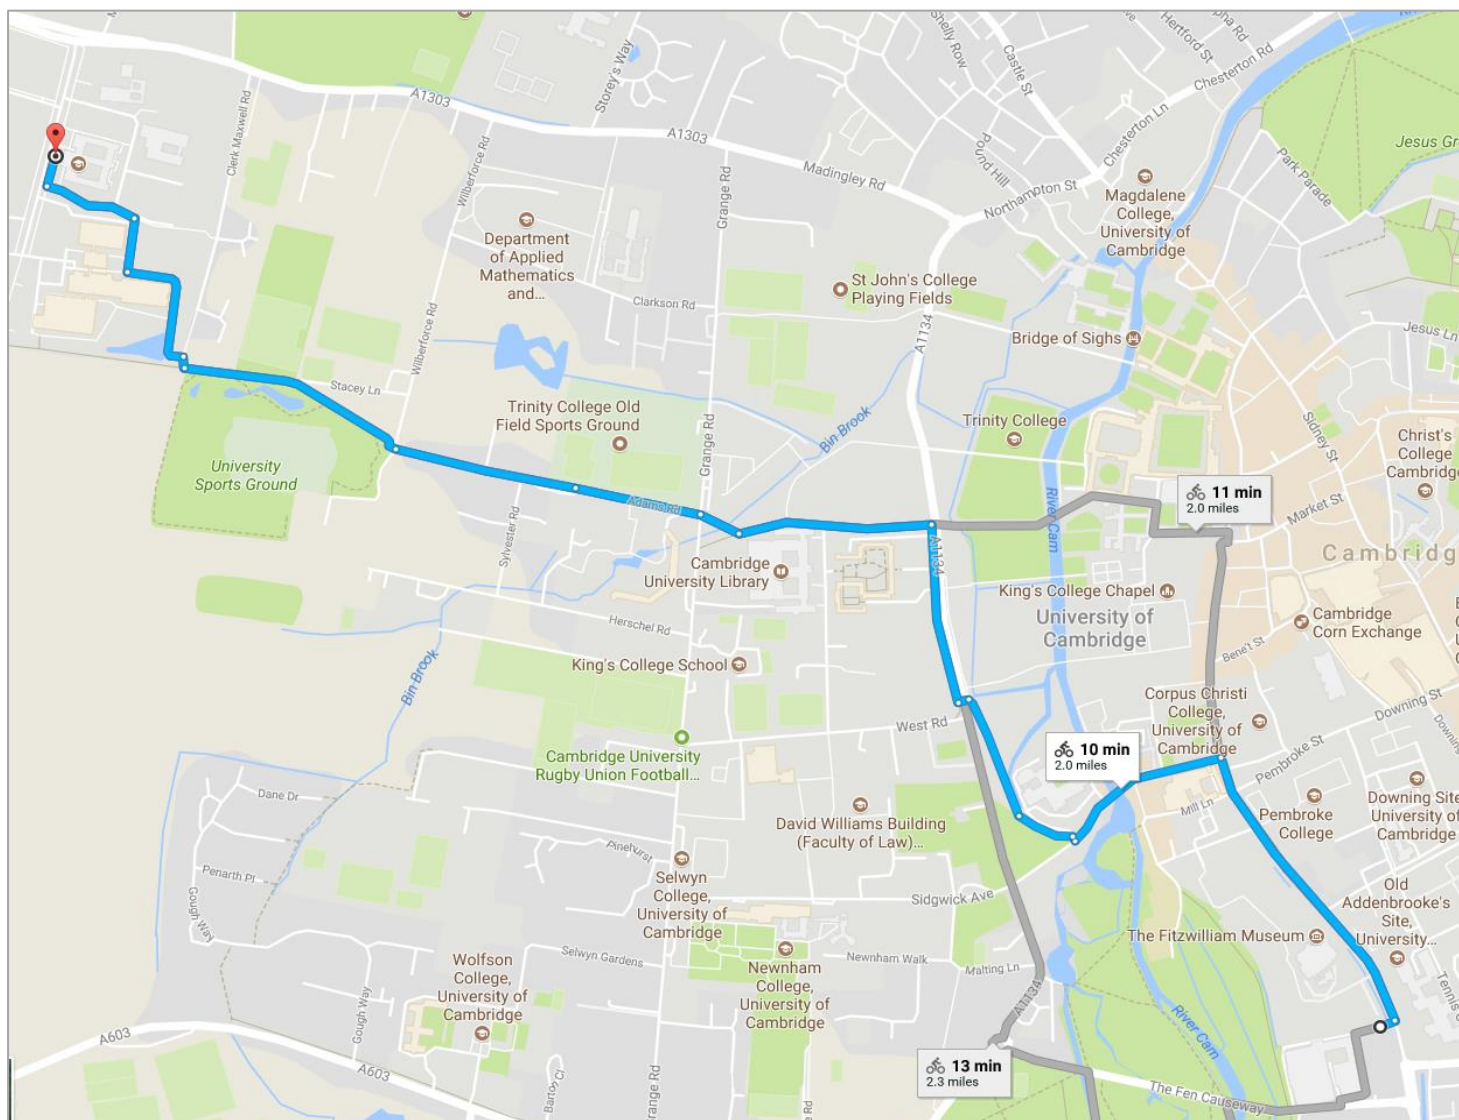 Shelly Row
Castle St
Hertford St
Chesterton Rd
Storey's Way
A1303
Clerk Maxwell Rd
A1303
Chesterton Ln
Jesus Gr
Wilberforce Rd
Pound Hill
Park Parade
Madingley Rd
Grange Rd
Northampton St
Magdalene
College,
University of
Cambridge
Department
of Applied
Mathematics
and...
St John's College
Playing Fields
Clarkson Rd
A1134
Bridge of Sighs
Jesus Ln
Wilberforce Rd
Stacey Ln
Trinity College Old
Field Sports Ground
Bin Brook
Trinity College
Sidney St
Christ's
College
Cambridge
Grange Rd
University
Sports Ground
Adams Rd
River Cam
11 min
2.0 miles
Market St
Sylvester Rd
A1134
Cambridg
Cambridge
University Library
King's College Chapel
University of
Cambridge
Cambridge
Corn Exchange
Herschel Rd
Bene't St
King's College School
Bin Brook
Corpus Christi
College,
University of
Cambridge
Downing St
West Rd
Downing
Cambridge University
Rugby Union Football...
10 min
2.0 miles
Pembroke St
Dane Dr
Mill Ln
Pembroke
College
Downing Site
University of
Cambridge
David Williams Building
(Faculty of Law)...
Pinehurst
Penarth Pl
Selwyn
College,
University of
Cambridge
Sidgwick Ave
Old
Addenbrooke's
Site,
University...
Gough Way
The Fitzwilliam Museum
Selwyn Gardens
Newnham Walk
Malting Ln
Wolfson
College,
University of
Cambridge
Newnham
College,
University of
Cambridge
Tennis
Gough Way
A1134
River Cam
A603
A603
Barton Cl
Grange Rd
13 min
2.3 miles
The Fen Causeway